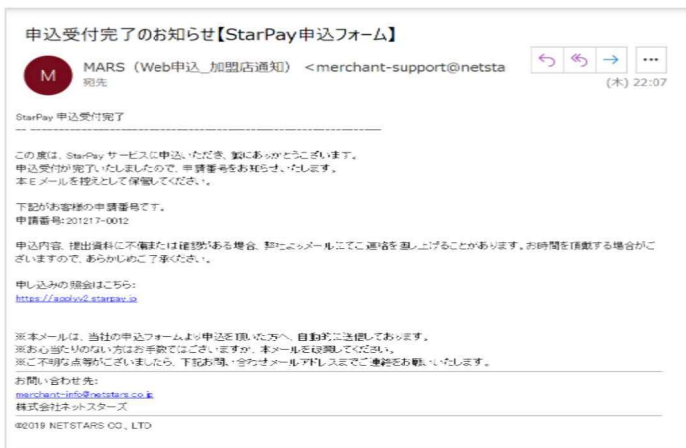 申込受付完了のお知らせ【StarPay申込フォーム】
M
MARS（Web申込_加盟店通知） <merchant-support@netsta
宛先
(木) 22:07
StarPay 申込受付完了
この度は、StarPay サービスに申込いただき、誠にありがとうございます。
申込受付が完了いたしましたので、申請番号をお知らせいたします。
本Eメールを控えとして保管してください。
下記がお客様の申請番号です。
申請番号:201217-0012
申込内容、提出資料に不備または確認がある場合、弊社よりメールにてご連絡を差し上げることがあります。お時間を頂戴する場合がご
ざいますので、あらかじめご了承ください。
申し込みの照会はこちら:
https://applyv2.starpay.jp
※本メールは、当社の申込フォームより申込を頂いた方へ、自動的に送信しております。
※お心当たりのない方はお手数ではございますが、本メールを破棄してください。
※ご不明な点等がございましたら、下記お問い合わせメールアドレスまでご連絡をお願いいたします。
お問い合わせ先:
merchant-info@netstars.co.jp
株式会社ネットスターズ
©2019 NETSTARS CO., LTD